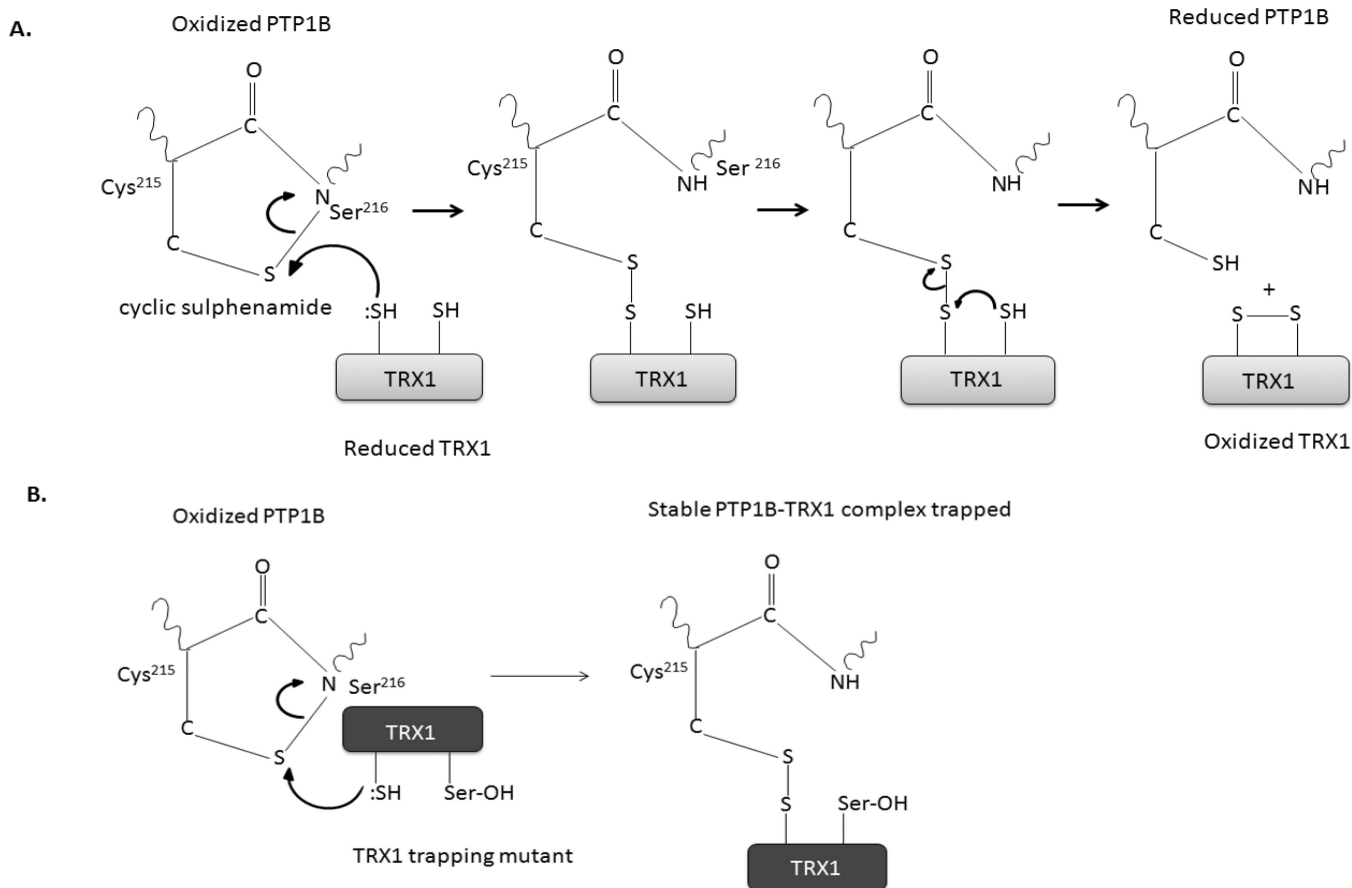 A.
Oxidized PTP1B
Reduced PTP1B
O
O
O
O
C
C
C
C
Cys215
N
Ser216
Cys215
NH
Ser 216
NH
NH
C
C
C
C
S
S
S
SH
cyclic sulphenamide
:SH
SH
S
SH
S
SH
+
S
S
TRX1
TRX1
TRX1
TRX1
Reduced TRX1
Oxidized TRX1
B.
Oxidized PTP1B
Stable PTP1B-TRX1 complex trapped
O
O
C
C
Cys215
N
Ser216
Cys215
NH
TRX1
C
C
S
S
:SH
Ser-OH
S
Ser-OH
TRX1 trapping mutant
TRX1